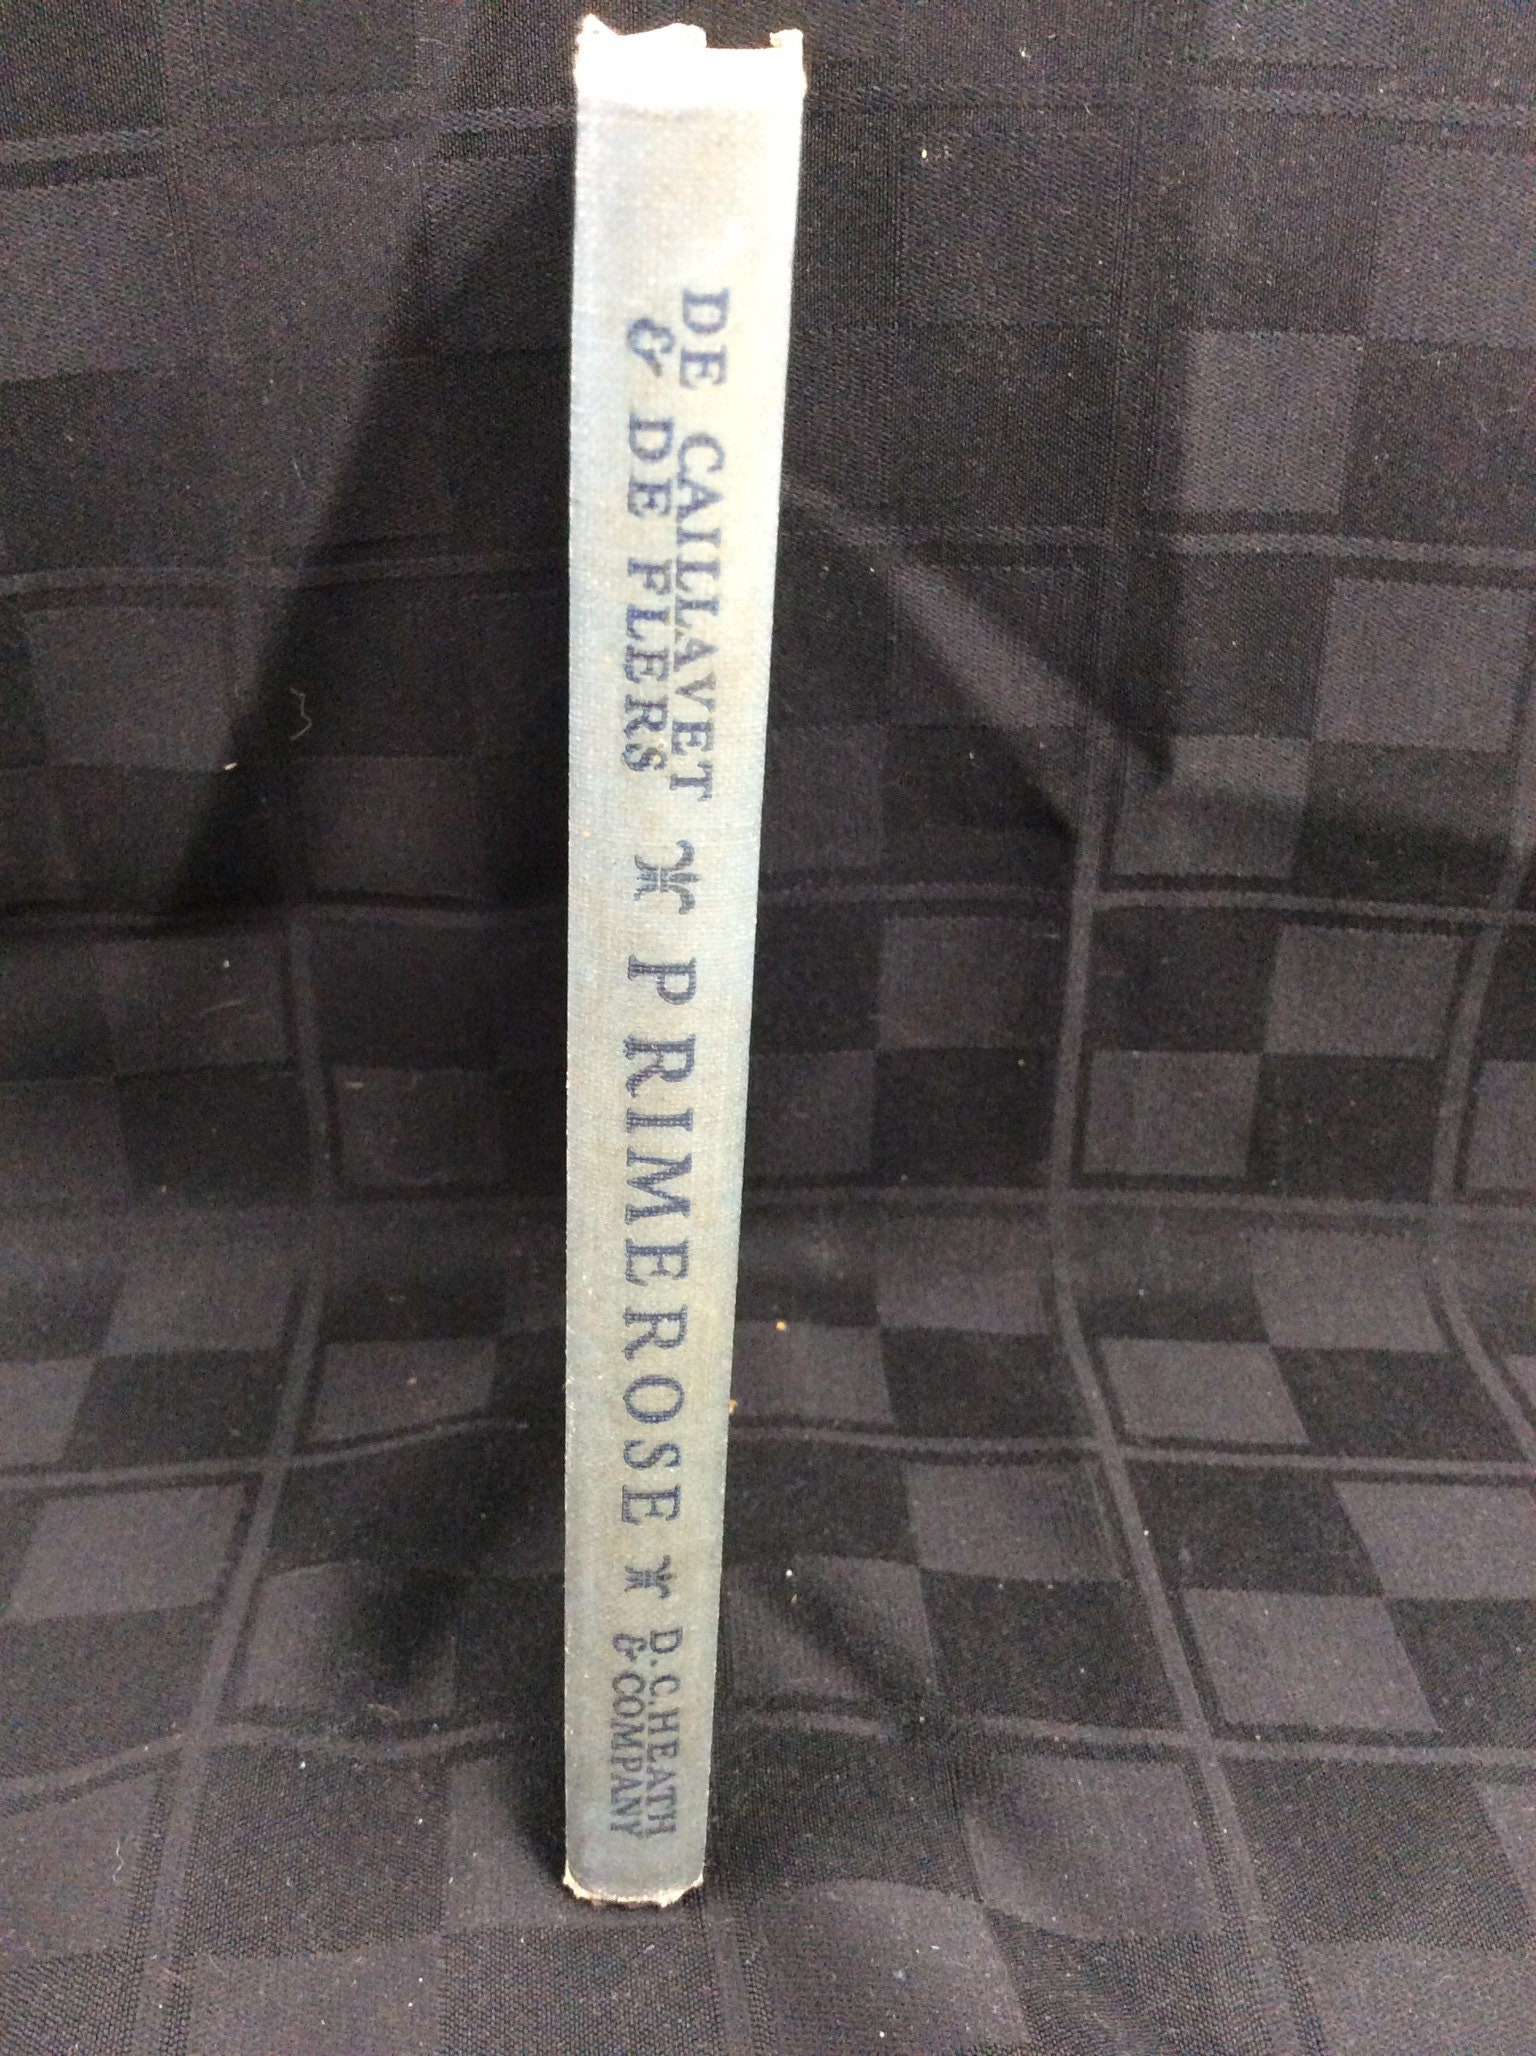 DE CAILLAVET
& DE FLERS
PRIMEROSE
D.C.HEATH
& COMPANY